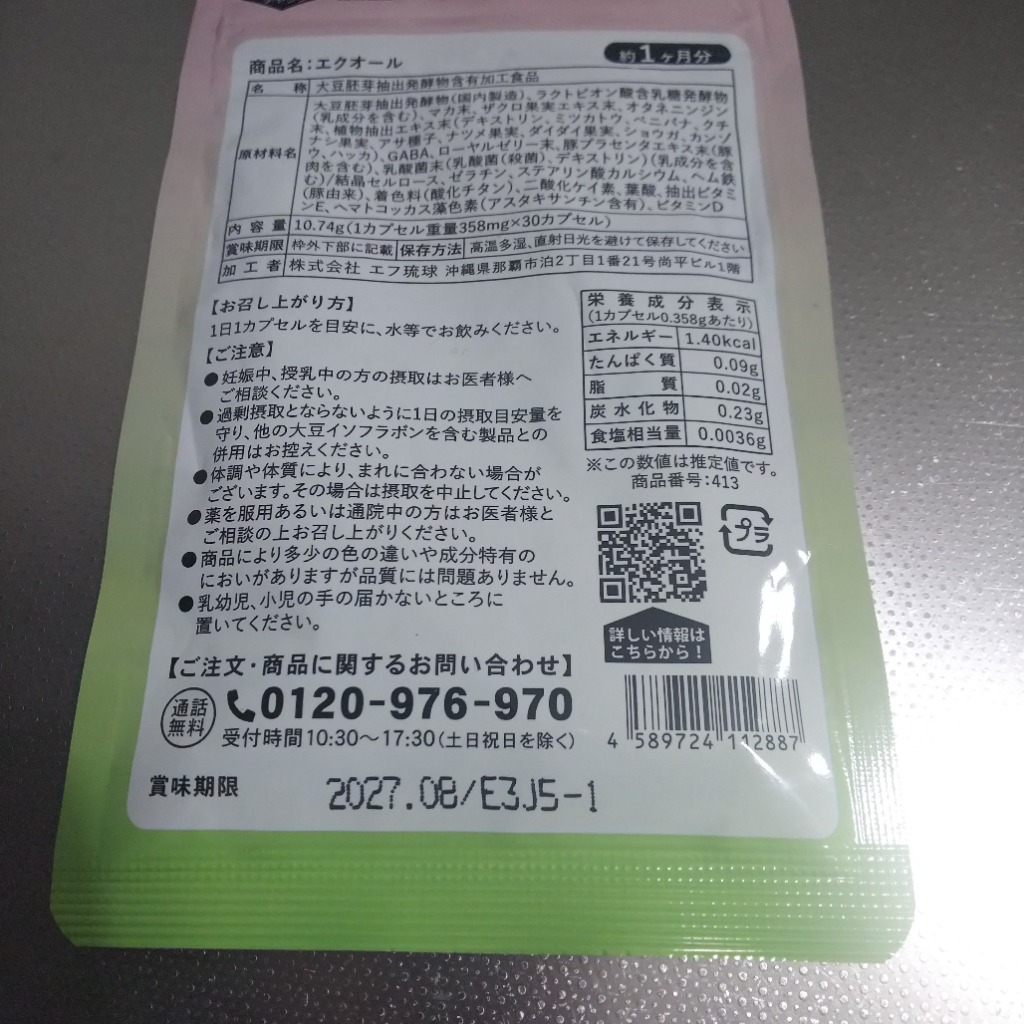 商品名:エクオール
約1ヶ月分
名 称 大豆胚芽抽出発酵物含有加工食品
原材料名
大豆胚芽抽出発酵物(国内製造)、ラクトビオン酸含有乳糖発酵物
(乳成分を含む)、マカ末、ザクロ果実エキス末、オタネニンジン
末、植物抽出エキス末(デキストリン、ミツカトウ、ベニバナ、クチ
ナシ果実、アサ種子、ナツメ果実、ダイダイ果実、ショウガ、カンゾ
ウ、ハッカ)、GABA、ローヤルゼリー末、豚プラセンタエキス末(豚
肉を含む)、乳酸菌末(乳酸菌(殺菌)、デキストリン)(乳成分を含
む)/結晶セルロース、ゼラチン、ステアリン酸カルシウム、ヘム鉄
(豚由来)、着色料(酸化チタン)、二酸化ケイ素、葉酸、抽出ビタミ
ンE、ヘマトコッカス藻色素(アスタキサンチン含有)、ビタミンD
内容量 10.74g(1カプセル重量358mg×30カプセル)
賞味期限 枠外下部に記載 保存方法 高温多湿、直射日光を避けて保存してください
加工者 株式会社 エフ琉球 沖縄県那覇市泊2丁目1番21号尚平ビル1階
【お召し上がり方】
1日1カプセルを目安に、水等でお飲みください。
【ご注意】
●妊娠中、授乳中の方の摂取はお医者様へ
ご相談ください。
●過剰摂取とならないように1日の摂取目安量を
守り、他の大豆イソフラボンを含む製品との
併用はお控えください。
●体調や体質により、まれに合わない場合が
ございます。その場合は摂取を中止してください。
●薬を服用あるいは通院中の方はお医者様と
ご相談の上お召し上がりください。
●商品により多少の色の違いや成分特有の
においがありますが品質には問題ありません。
●乳幼児、小児の手の届かないところに
置いてください。
栄養成分表示
(1カプセル0.358gあたり)
エネルギー 1.40kcal
たんぱく質 0.09g
脂 質 0.02g
炭水化物 0.23g
食塩相当量 0.0036g
※この数値は推定値です。
商品番号:413
プラ
詳しい情報は
こちらから!
【ご注文・商品に関するお問い合わせ】
通話
無料
0120-976-970
受付時間10:30〜17:30(土日祝日を除く)
4 589724 112887
賞味期限 2027.08/E3J5-1